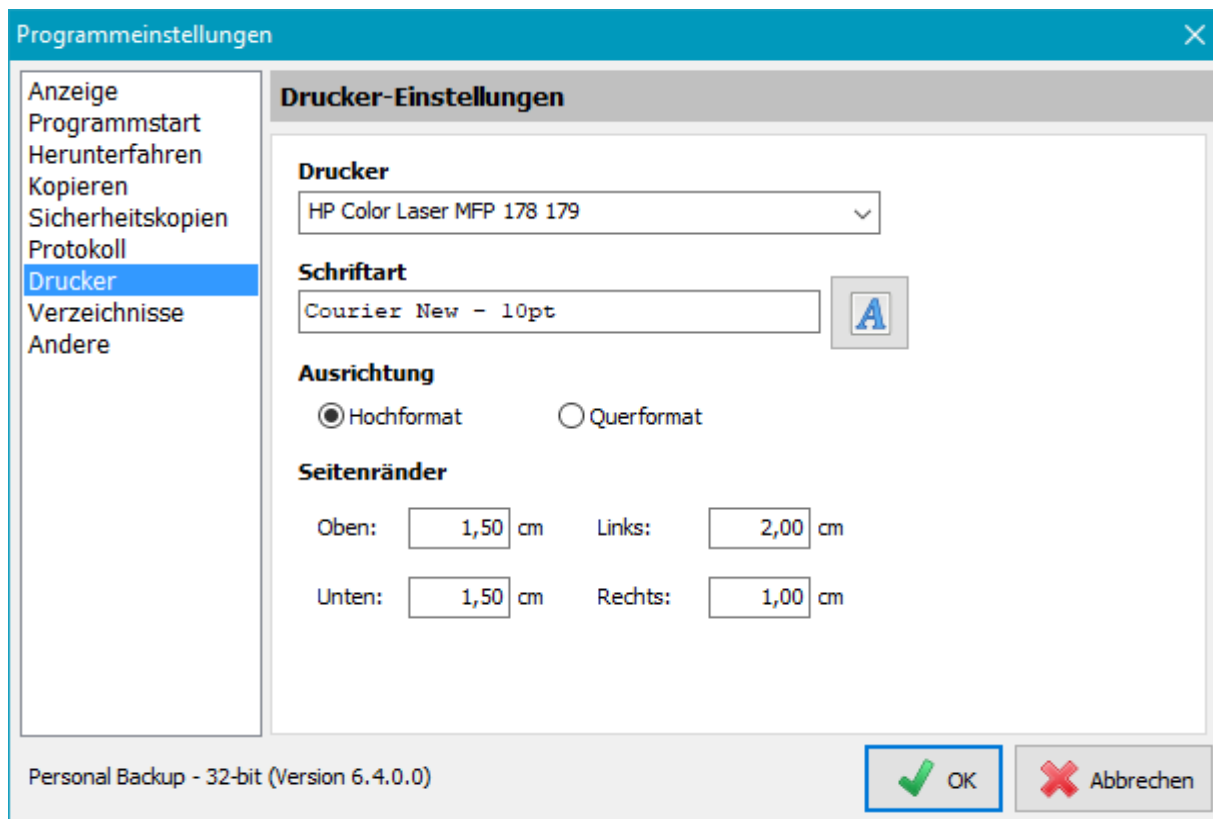 Programmeinstellungen
Anzeige
Programmstart
Herunterfahren
Kopieren
Sicherheitskopien
Protokoll
Drucker
Verzeichnisse
Andere
Drucker-Einstellungen
Drucker
HP Color Laser MFP 178 179
Schriftart
Courier New - 10pt
A
Ausrichtung
Hochformat Querformat
Seitenränder
Oben: 1,50 cm Links: 2,00 cm
Unten: 1,50 cm Rechts: 1,00 cm
Personal Backup - 32-bit (Version 6.4.0.0)
OK Abbrechen